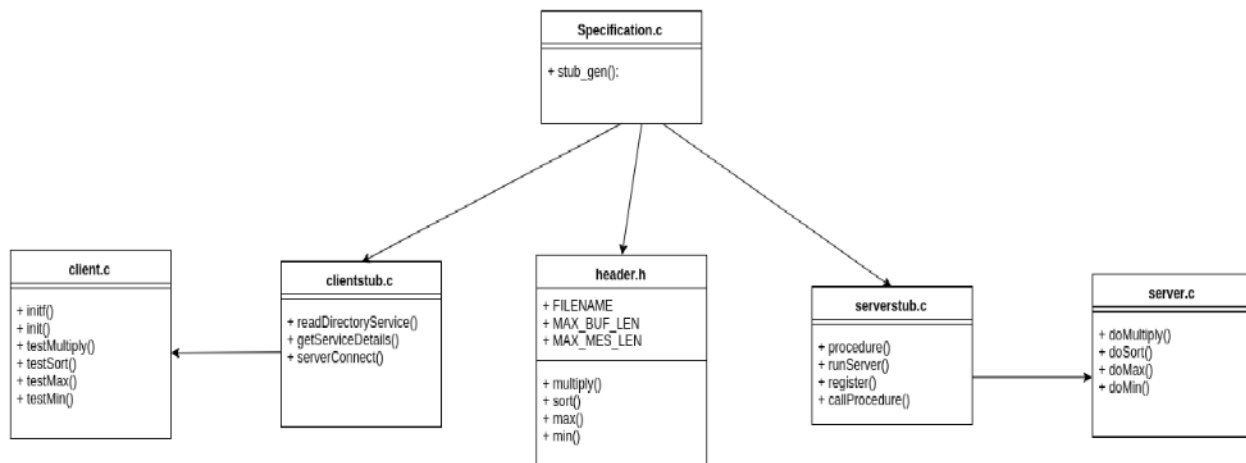 Specification.c
+ stub_gen():
client.c
+ initf()
+ init()
+ testMultiply()
+ testSort()
+ testMax()
+ testMin()
clientstub.c
+ readDirectoryService()
+ getServiceDetails()
+ serverConnect()
header.h
+ FILENAME
+ MAX_BUF_LEN
+ MAX_MES_LEN
+ multiply()
+ sort()
+ max()
+ min()
serverstub.c
+ procedure()
+ runServer()
+ register()
+ callProcedure()
server.c
+ doMultiply()
+ doSort()
+ doMax()
+ doMin()